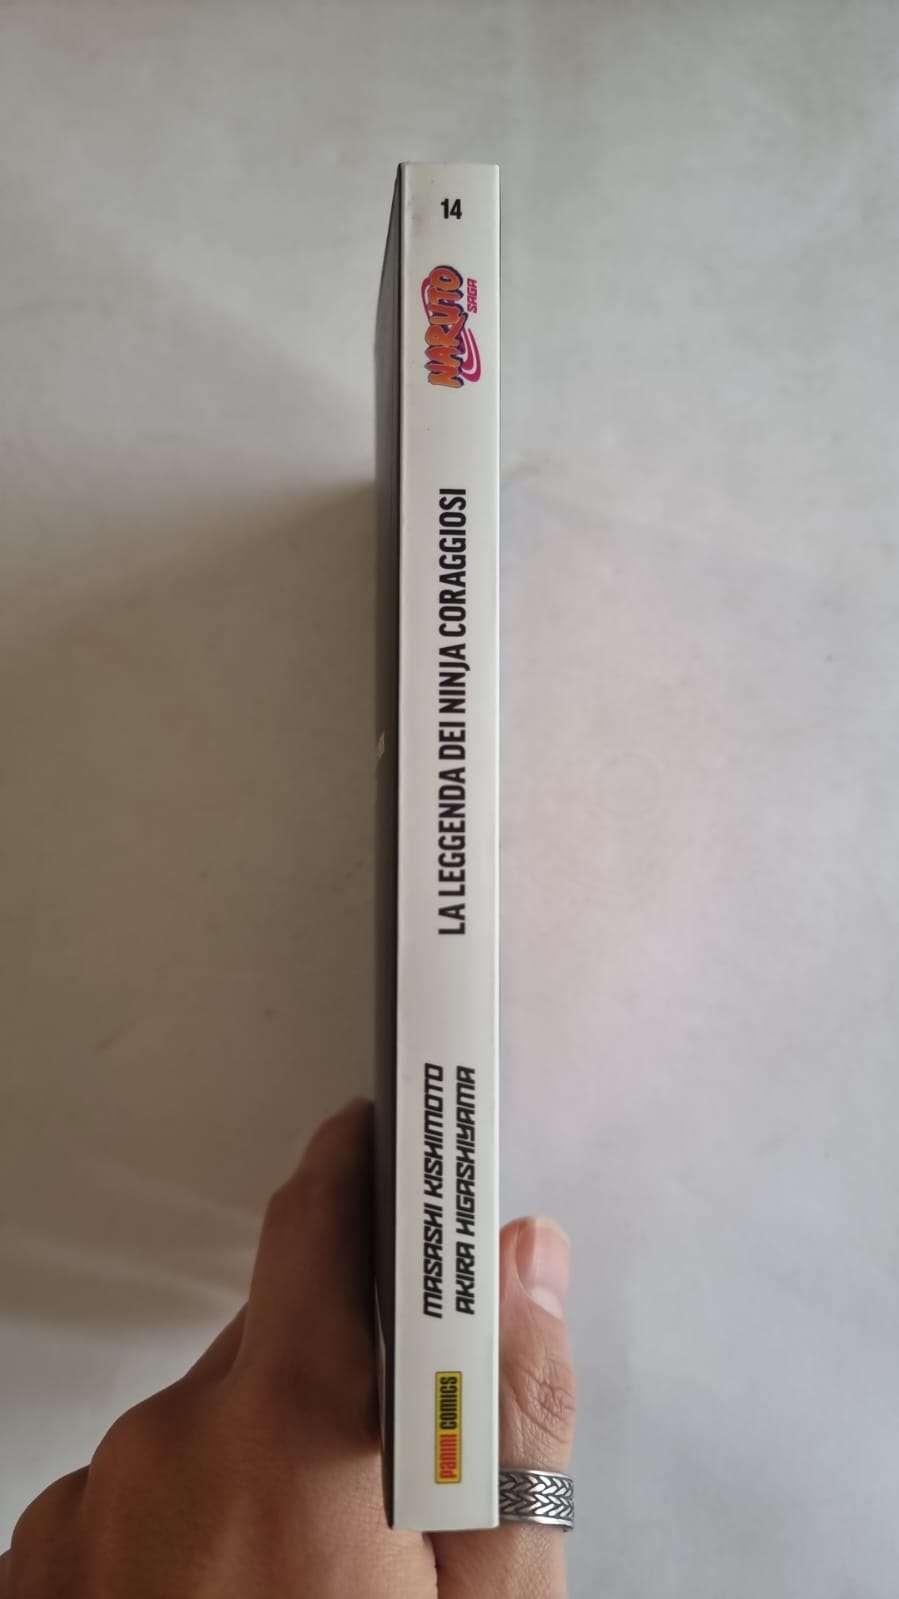 14
NARUTO
SAGA
LA LEGGENDA DEI NINJA CORAGGIOSI
MASASHI KISHIMOTO
AKIRA HIGASHIYAMA
PANINI COMICS